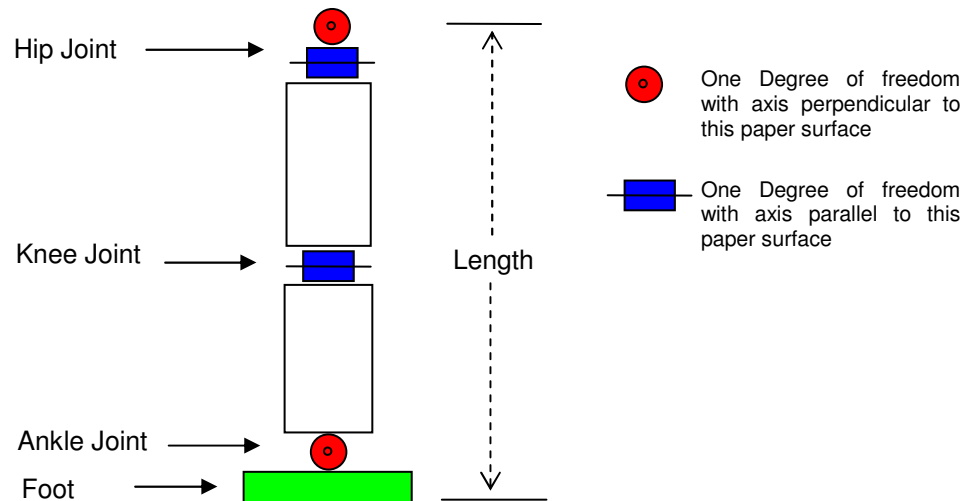 Hip Joint
One Degree of freedom
with axis perpendicular to
this paper surface
One Degree of freedom
with axis parallel to this
paper surface
Knee Joint
Length
Ankle Joint
Foot